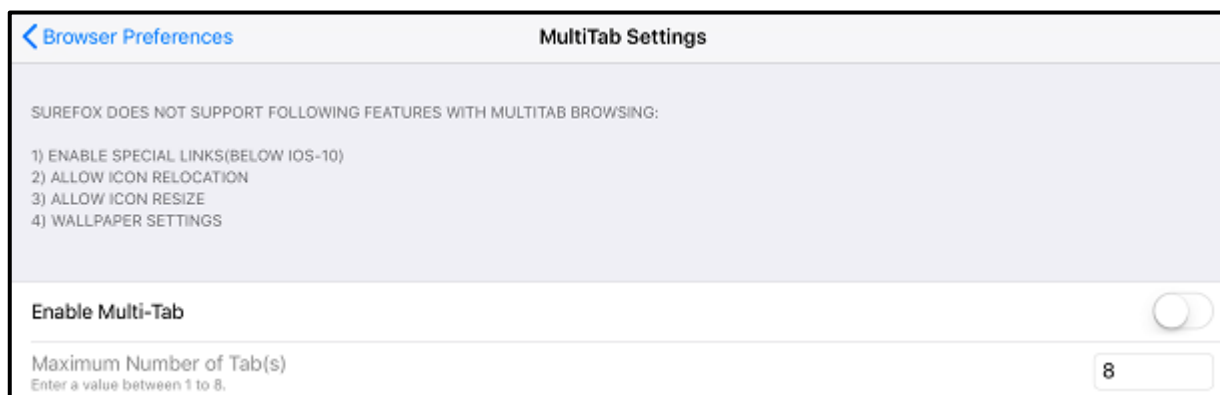 Browser Preferences
MultiTab Settings
SUREFOX DOES NOT SUPPORT FOLLOWING FEATURES WITH MULTITAB BROWSING:
1) ENABLE SPECIAL LINKS(BELOW IOS-10)
2) ALLOW ICON RELOCATION
3) ALLOW ICON RESIZE
4) WALLPAPER SETTINGS
Enable Multi-Tab
Maximum Number of Tab(s)
8
Enter a value between 1 to 8.